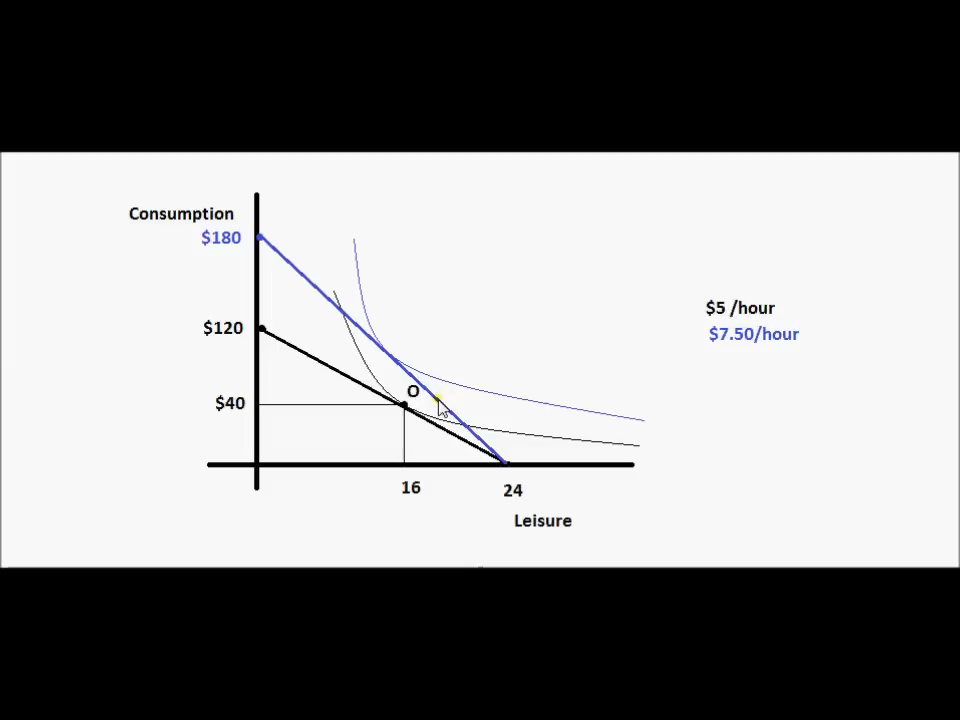 Consumption
$180
$5 /hour
$120
$7.50/hour
O
$40
16
24
Leisure